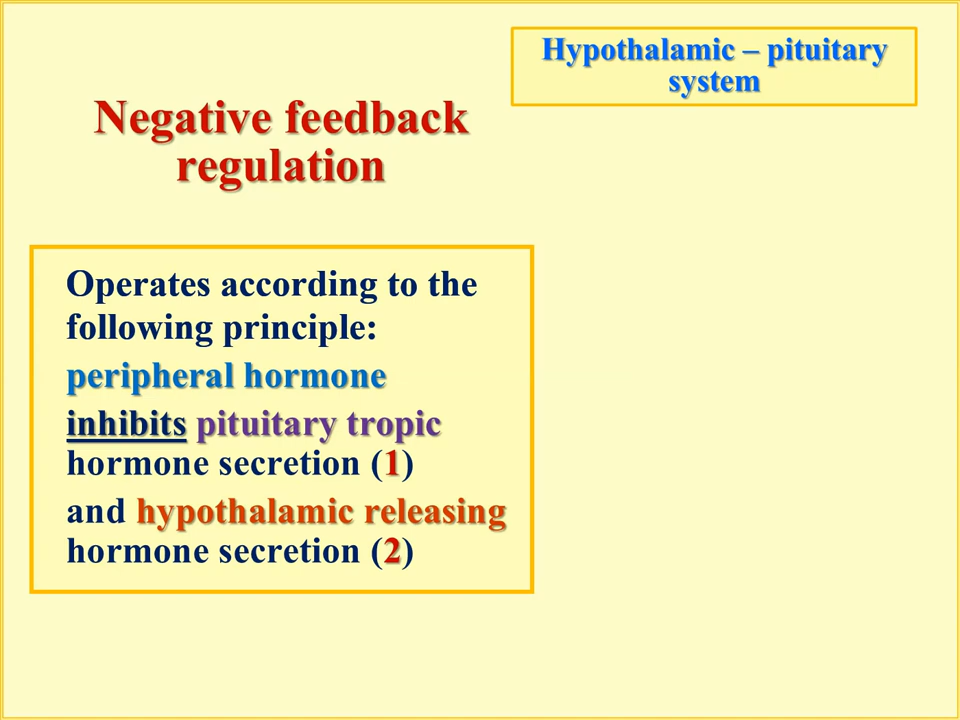 Hypothalamic – pituitary
system
Negative feedback
regulation
Operates according to the
following principle:
peripheral hormone
inhibits pituitary tropic
hormone secretion (1)
and hypothalamic releasing
hormone secretion (2)